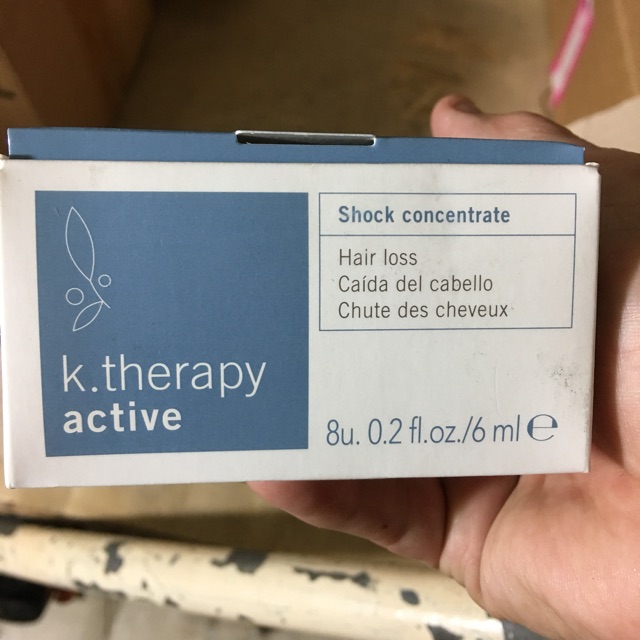 k.therapy
active
Shock concentrate
Hair loss
Caída del cabello
Chute des cheveux
8u. 0.2 fl.oz./6 ml ℮